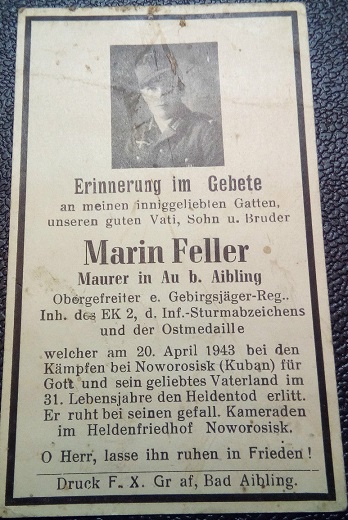 Erinnerung im Gebete
an meinen inniggeliebten Gatten,
unseren guten Vati, Sohn u. Bruder
Marin Feller
Maurer in Au b. Aibling
Obergefreiter e. Gebirgsjäger-Reg..
Inh. des EK 2, d. Inf.-Sturmabzeichens
und der Ostmedaille
welcher am 20. April 1943 bei den
Kämpfen bei Noworosisk (Kuban) für
Gott und sein geliebtes Vaterland im
31. Lebensjahre den Heldentod erlitt.
Er ruht bei seinen gefall. Kameraden
im Heldenfriedhof Noworosisk.
O Herr, lasse ihn ruhen in Frieden!
Druck F. X. Gr af, Bad Aibling.